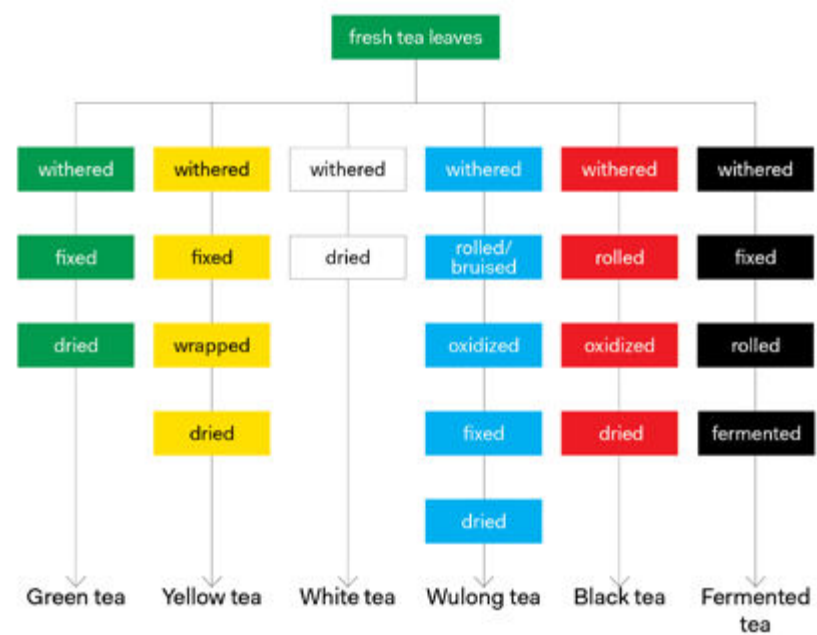 fresh tea leaves
withered
withered
withered
withered
withered
withered
fixed
fixed
dried
rolled/
bruised
rolled
fixed
dried
wrapped
oxidized
oxidized
rolled
dried
fixed
dried
fermented
dried
Green tea
Yellow tea
White tea
Wulong tea
Black tea
Fermented
tea